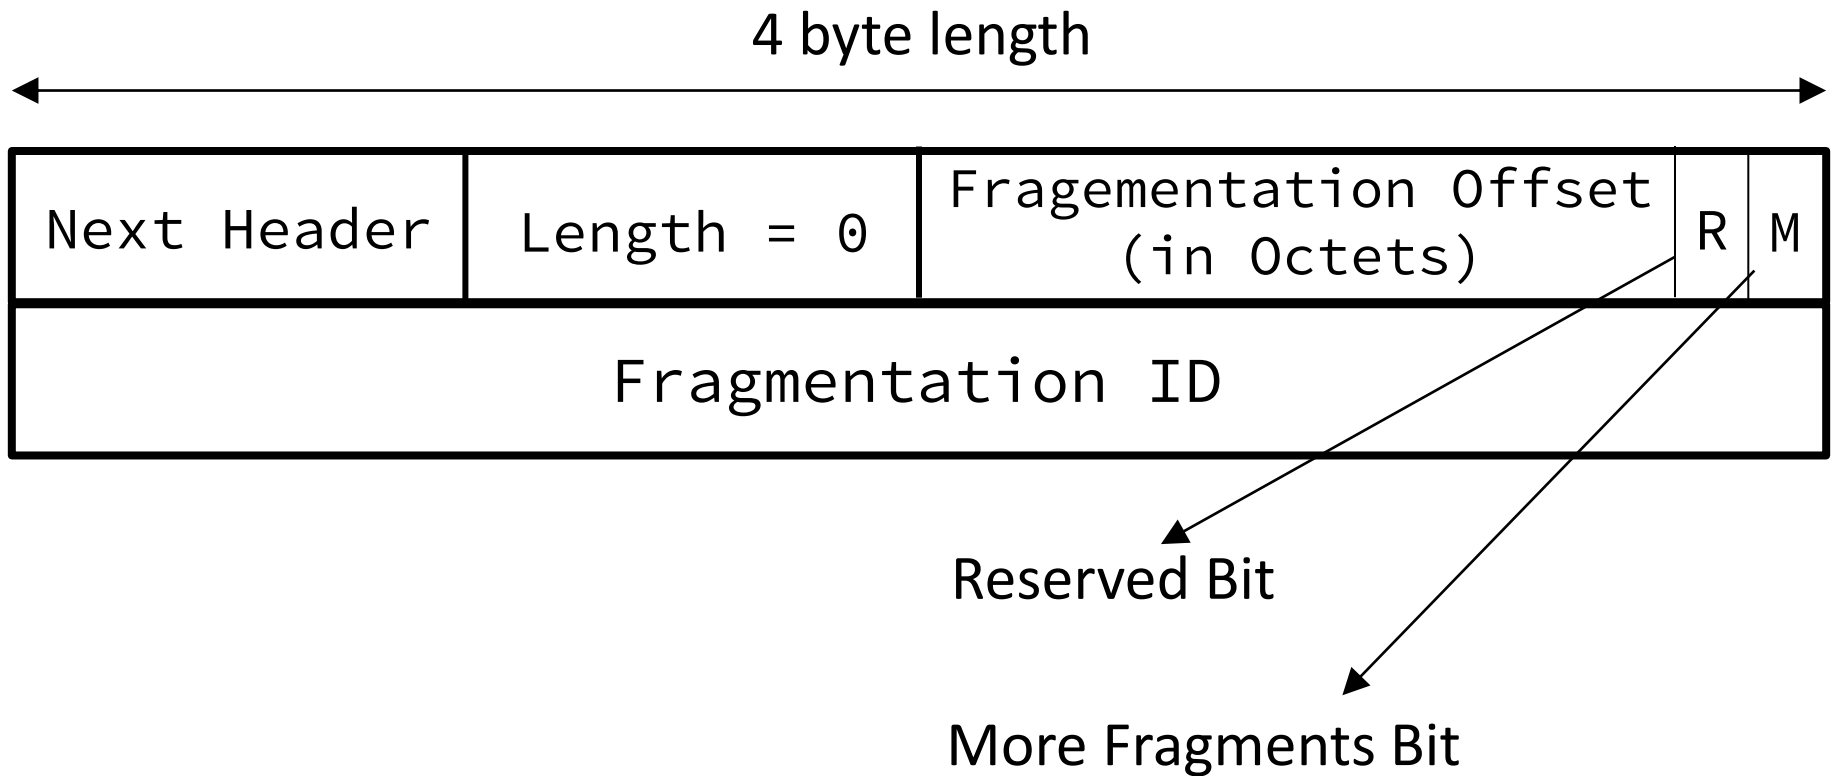 4 byte length
Next Header
Length = 0
Fragementation Offset
(in Octets)
R
M
Fragmentation ID
Reserved Bit
More Fragments Bit